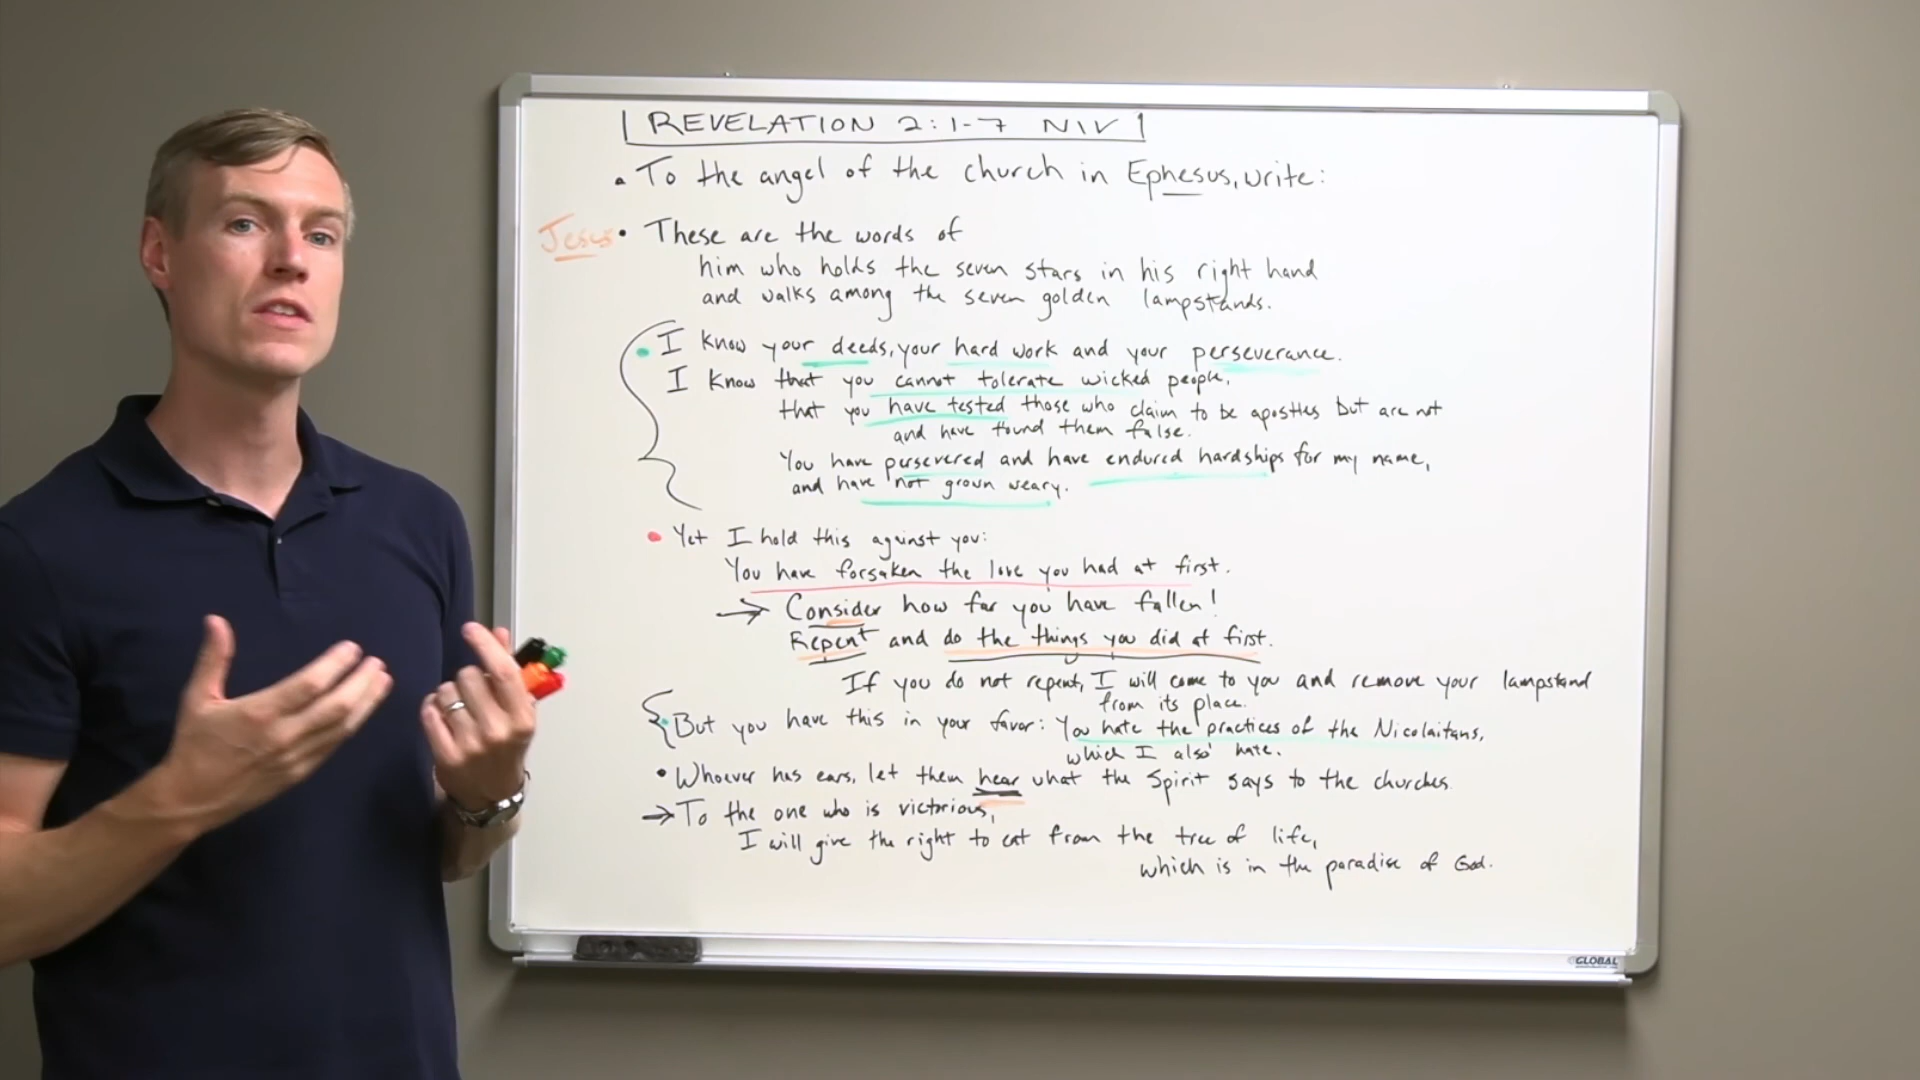 REVELATION 2:1-7 NIV
• To the angel of the church in Ephesus, write:
Jesus • These are the words of
him who holds the seven stars in his right hand
and walks among the seven golden lampstands.
• I know your deeds, your hard work and your perseverance.
I know that you cannot tolerate wicked people,
that you have tested those who claim to be apostles but are not
and have found them false.
You have persevered and have endured hardships for my name,
and have not grown weary.
• Yet I hold this against you:
You have forsaken the love you had at first.
→ Consider how far you have fallen!
Repent and do the things you did at first.
If you do not repent, I will come to you and remove your lampstand
from its place.
• But you have this in your favor: You hate the practices of the Nicolaitans,
which I also hate.
• Whoever has ears, let them hear what the Spirit says to the churches.
→ To the one who is victorious,
I will give the right to eat from the tree of life,
which is in the paradise of God.
GLOBAL